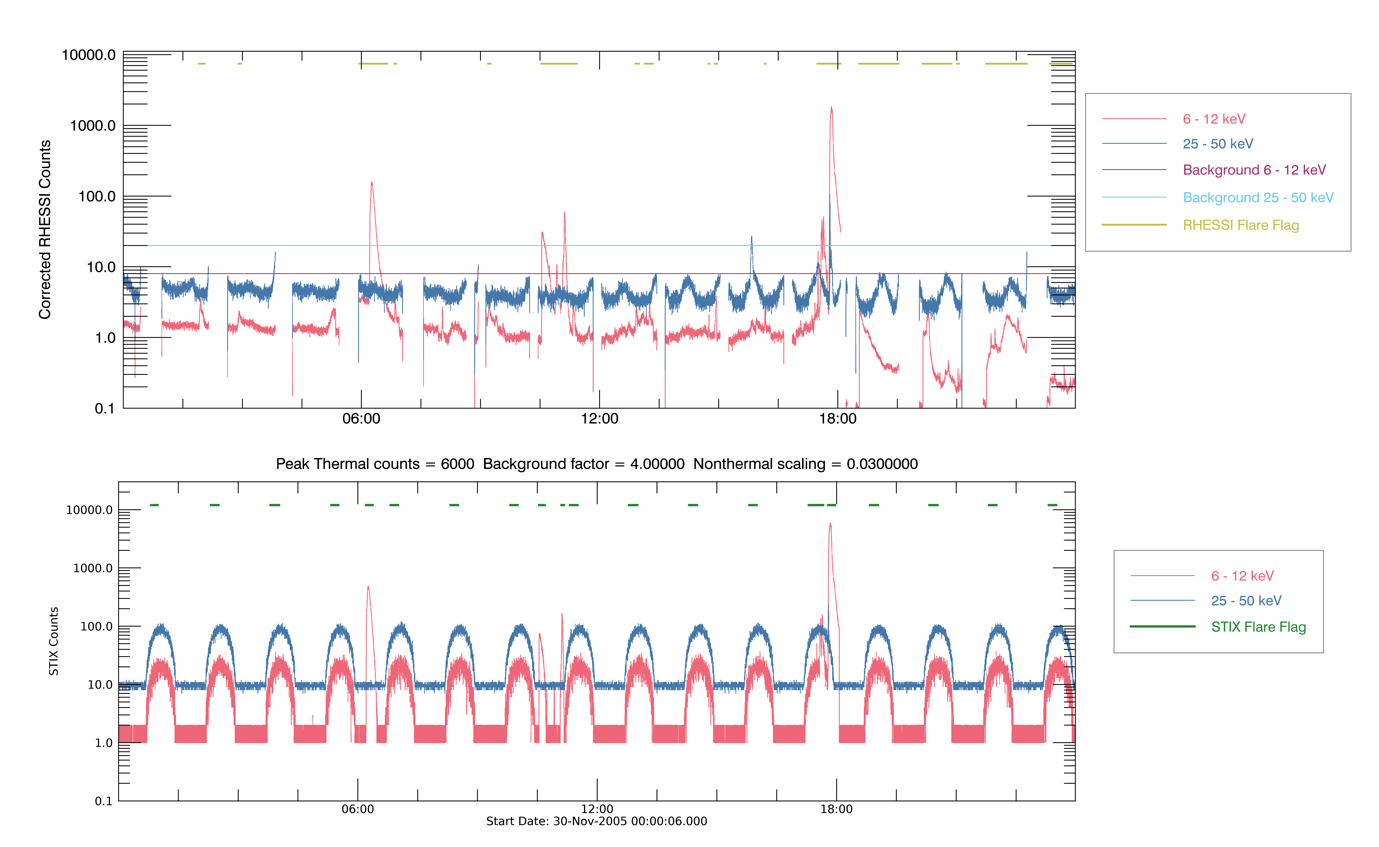 10000.0
1000.0
100.0
10.0
1.0
0.1
Corrected RHESSI Counts
06:00 12:00 18:00
6 - 12 keV
25 - 50 keV
Background 6 - 12 keV
Background 25 - 50 keV
RHESSI Flare Flag
Peak Thermal counts = 6000 Background factor = 4.00000 Nonthermal scaling = 0.0300000
10000.0
1000.0
100.0
10.0
1.0
0.1
STIX Counts
06:00 12:00 18:00
Start Date: 30-Nov-2005 00:00:06.000
6 - 12 keV
25 - 50 keV
STIX Flare Flag